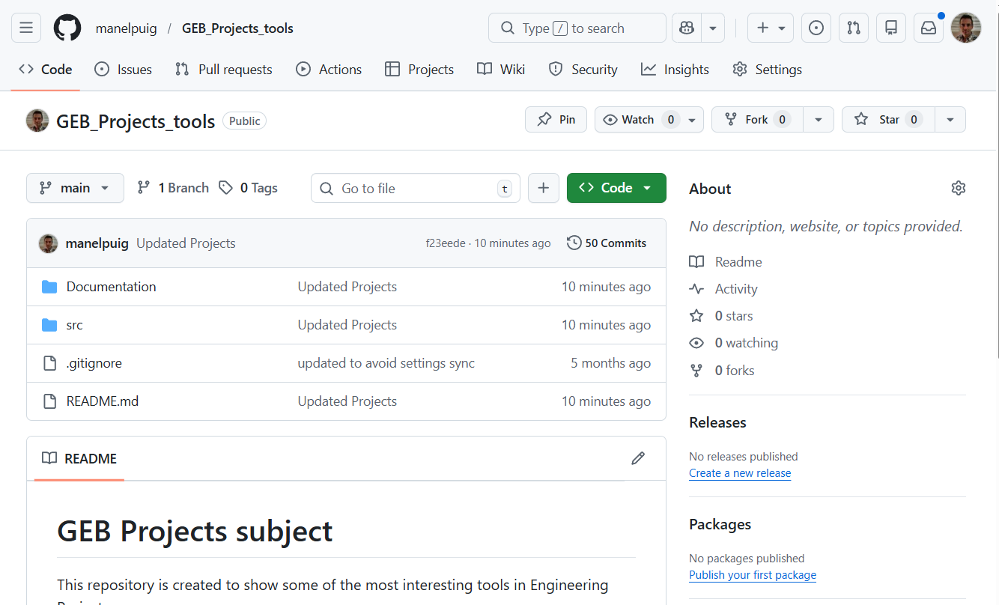 manelpuig / GEB_Projects_tools
Type / to search
Code Issues Pull requests Actions Projects Wiki Security Insights Settings
GEB_Projects_tools Public
Pin Watch 0 Fork 0 Star 0
main 1 Branch 0 Tags Go to file t Code
manelpuig Updated Projects f23eede · 10 minutes ago 50 Commits
Documentation Updated Projects 10 minutes ago
src Updated Projects 10 minutes ago
.gitignore updated to avoid settings sync 5 months ago
README.md Updated Projects 10 minutes ago
README
GEB Projects subject
This repository is created to show some of the most interesting tools in Engineering
About
No description, website, or topics provided.
Readme
Activity
0 stars
0 watching
0 forks
Releases
No releases published
Create a new release
Packages
No packages published
Publish your first package